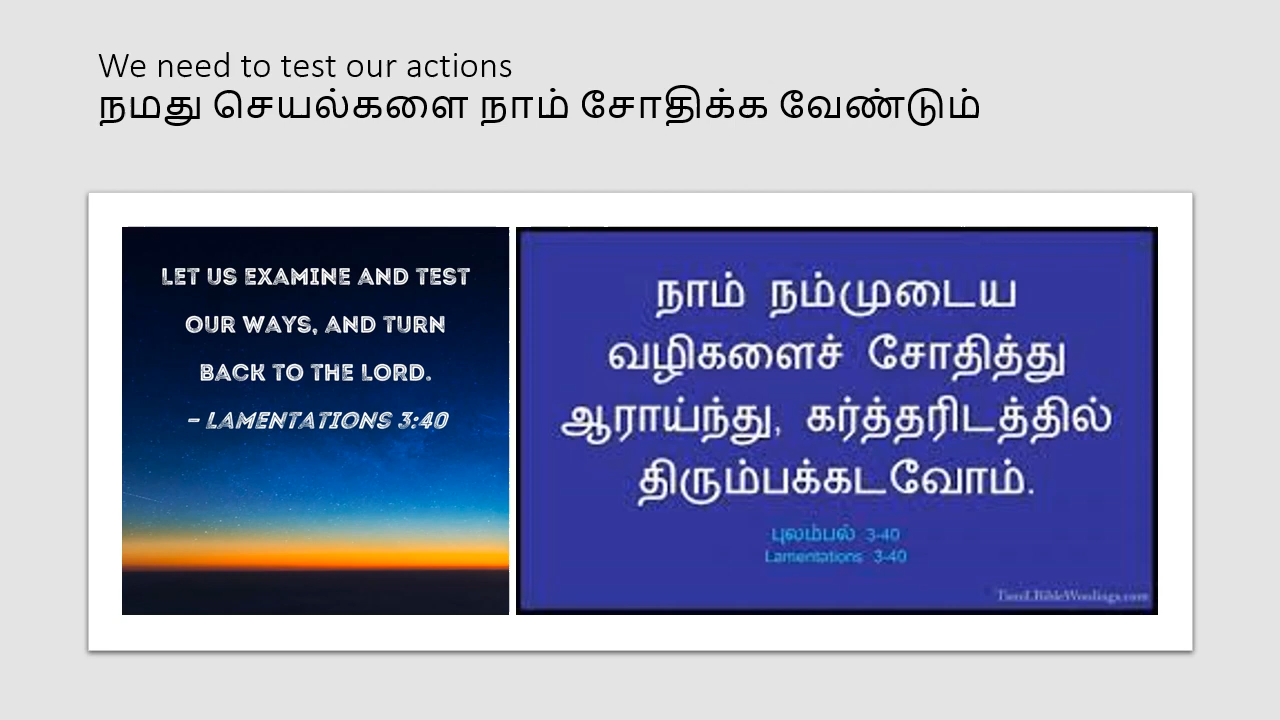 We need to test our actions
நமது செயல்களை நாம் சோதிக்க வேண்டும்
LET US EXAMINE AND TEST
OUR WAYS, AND TURN
BACK TO THE LORD.
– LAMENTATIONS 3:40
நாம் நம்முடைய
வழிகளைச் சோதித்து
ஆராய்ந்து, கர்த்தரிடத்தில்
திரும்பக்கடவோம்.
புலம்பல் 3-40
Lamentations 3-40